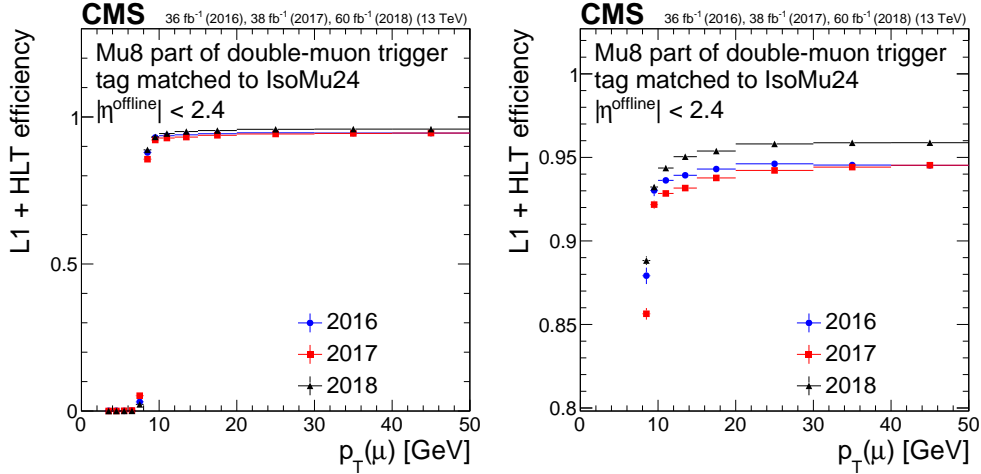 CMS 36 fb⁻¹ (2016), 38 fb⁻¹ (2017), 60 fb⁻¹ (2018) (13 TeV)
Mu8 part of double-muon trigger
tag matched to IsoMu24
|η^offline| < 2.4
L1 + HLT efficiency
1
0.5
0
2016
2017
2018
0 10 20 30 40 50
p_T(μ) [GeV]
CMS 36 fb⁻¹ (2016), 38 fb⁻¹ (2017), 60 fb⁻¹ (2018) (13 TeV)
Mu8 part of double-muon trigger
tag matched to IsoMu24
|η^offline| < 2.4
L1 + HLT efficiency
1
0.95
0.9
0.85
0.8
2016
2017
2018
0 10 20 30 40 50
p_T(μ) [GeV]